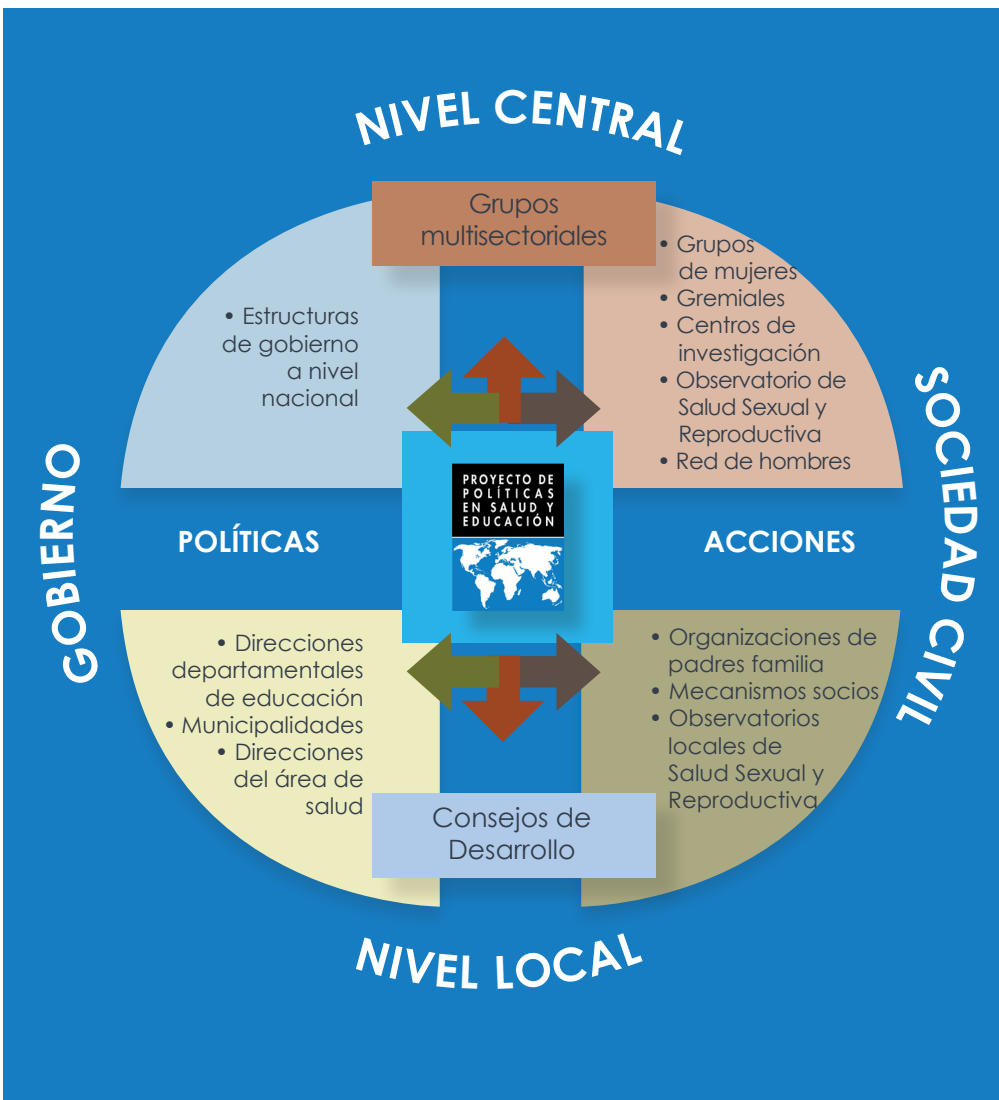 NIVEL CENTRAL
Grupos
multisectoriales
• Estructuras
de gobierno
a nivel
nacional
• Grupos
de mujeres
• Gremiales
• Centros de
investigación
• Observatorio de
Salud Sexual y
Reproductiva
• Red de hombres
GOBIERNO
POLÍTICAS
PROYECTO DE
POLÍTICAS
EN SALUD Y
EDUCACIÓN
ACCIONES
SOCIEDAD CIVIL
• Direcciones
departamentales
de educación
• Municipalidades
• Direcciones
del área de
salud
• Organizaciones de
padres familia
• Mecanismos socios
• Observatorios
locales de
Salud Sexual y
Reproductiva
Consejos de
Desarrollo
NIVEL LOCAL